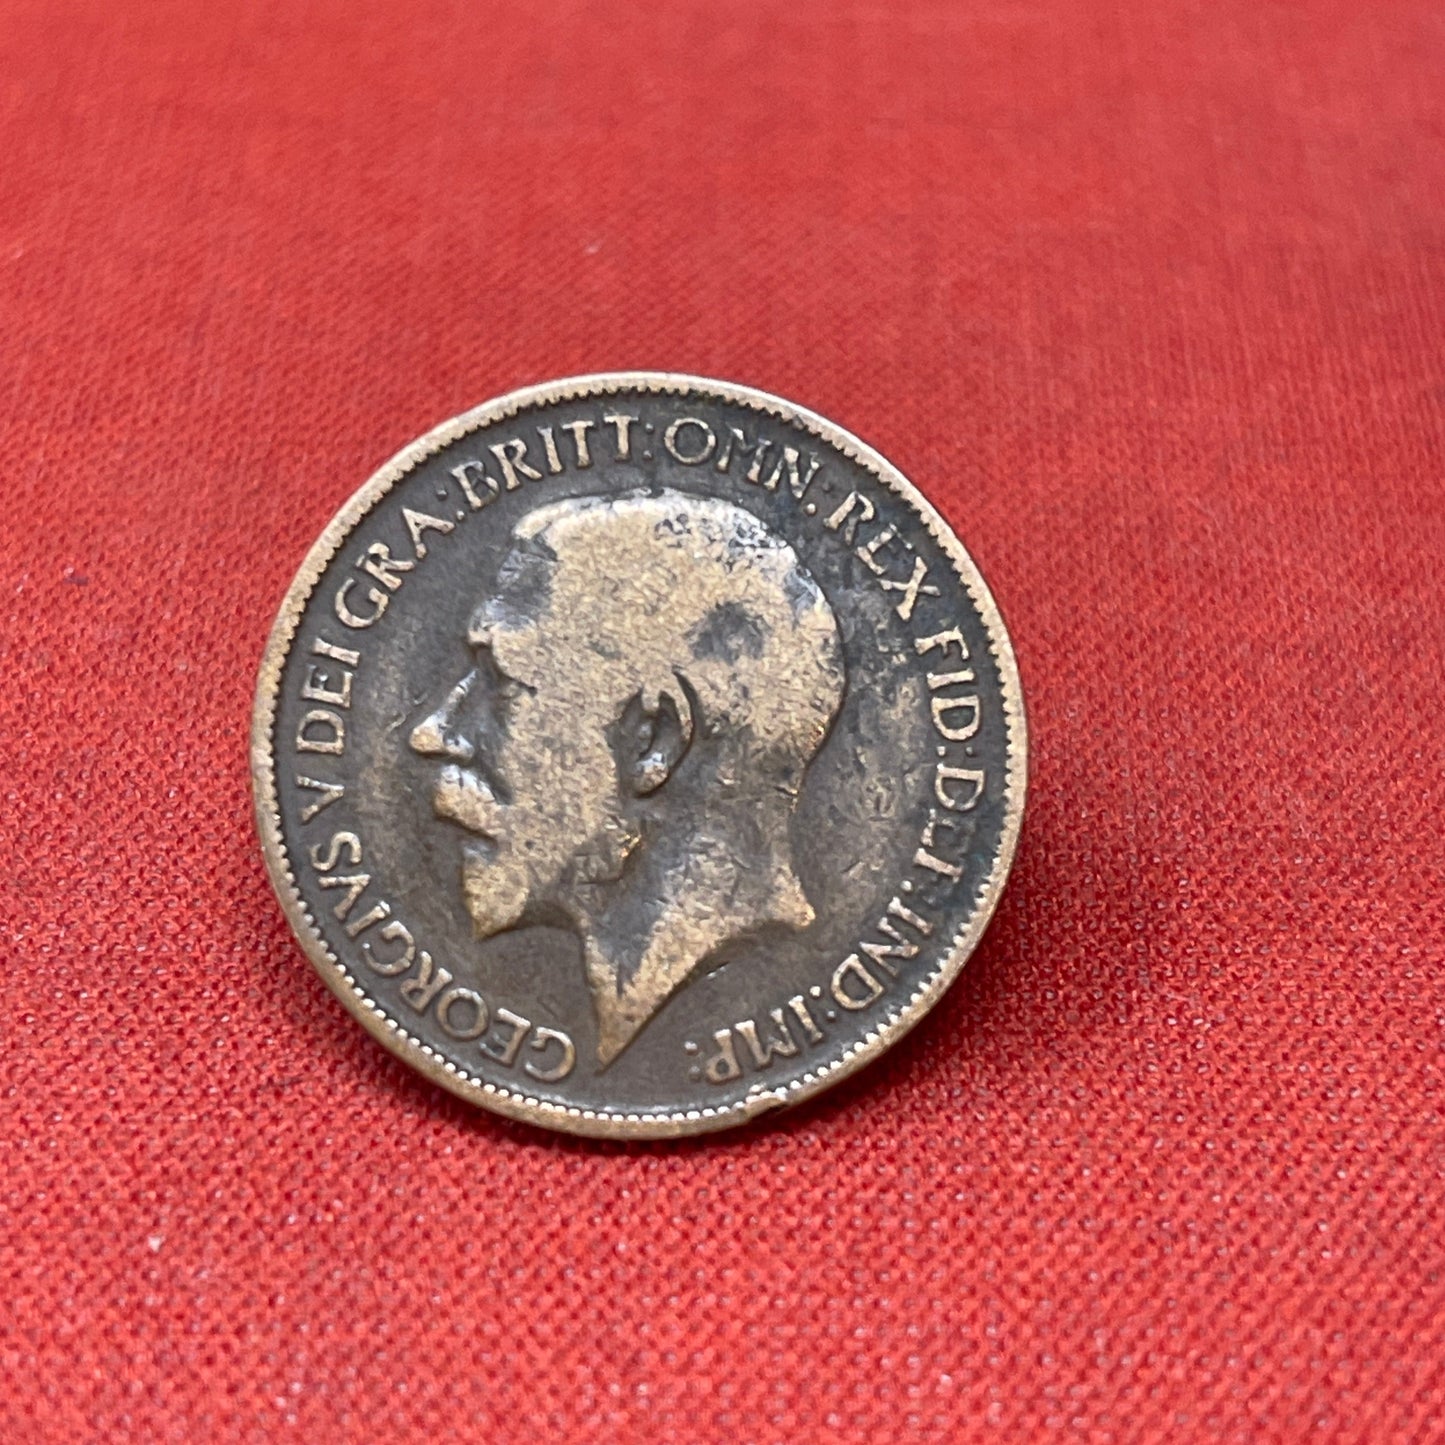 GEORGIVS V DEI GRA: BRITT: OMN: REX FID: DEF: IND: IMP: